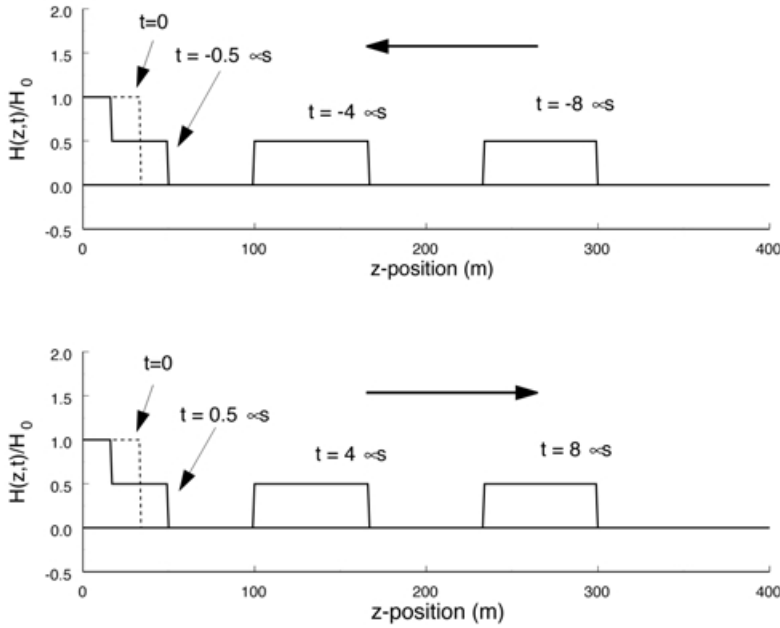 2.0
t=0
1.5
t = -0.5 ∝s
H(z,t)/H0
1.0
t = -4 ∝s
t = -8 ∝s
0.5
0.0
-0.5
0
100
200
300
400
z-position (m)
2.0
t=0
1.5
t = 0.5 ∝s
H(z,t)/H0
1.0
t = 4 ∝s
t = 8 ∝s
0.5
0.0
-0.5
0
100
200
300
400
z-position (m)